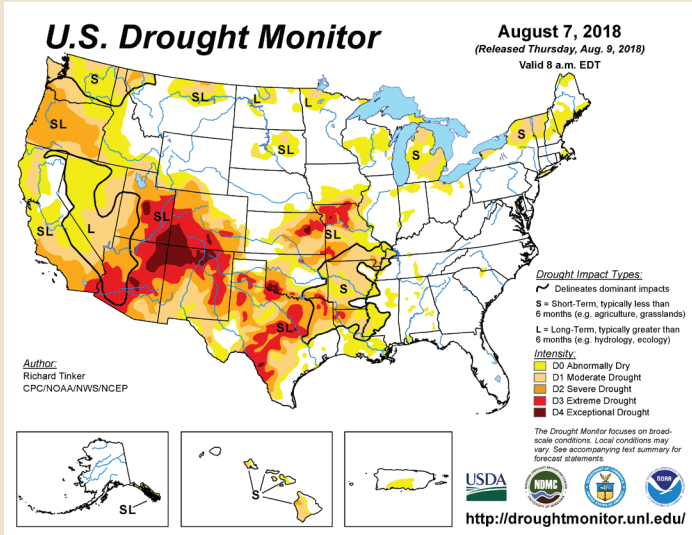 U.S. Drought Monitor
August 7, 2018
(Released Thursday, Aug. 9, 2018)
Valid 8 a.m. EDT
S
SL
L
L
SL
SL
S
S
SL
L
SL
SL
S
SL
Drought Impact Types:
Delineates dominant impacts
S = Short-Term, typically less than
6 months (e.g. agriculture, grasslands)
L = Long-Term, typically greater than
6 months (e.g. hydrology, ecology)
Intensity:
D0 Abnormally Dry
D1 Moderate Drought
D2 Severe Drought
D3 Extreme Drought
D4 Exceptional Drought
Author:
Richard Tinker
CPC/NOAA/NWS/NCEP
The Drought Monitor focuses on broad-
scale conditions. Local conditions may
vary. See accompanying text summary for
forecast statements.
SL
S
USDA
NDMC
NOAA
http://droughtmonitor.unl.edu/